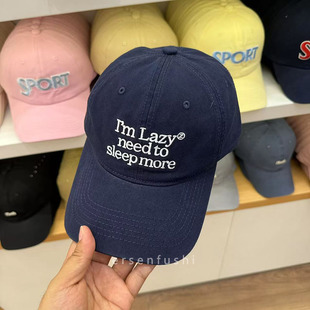 SPORT
SPORT
S
I'm Lazy®
need to
sleep more
ersenfushi